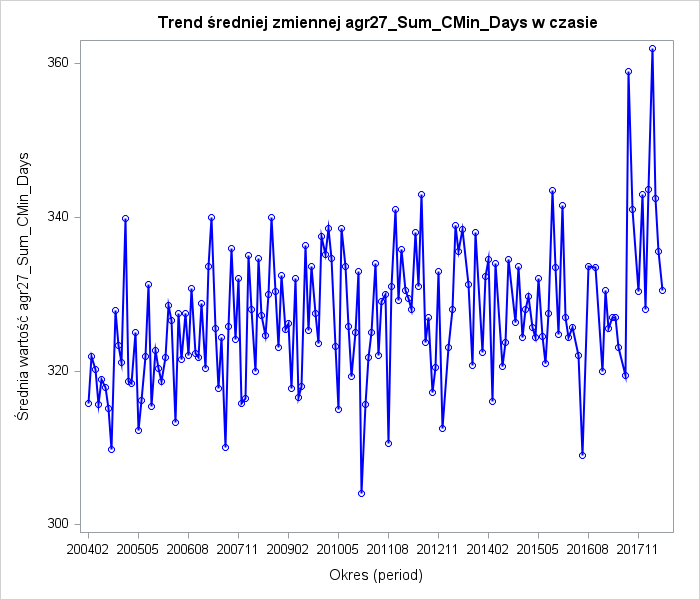 Trend średniej zmiennej agr27_Sum_CMin_Days w czasie
Średnia wartość agr27_Sum_CMin_Days
360
340
320
300
200402 200505 200608 200711 200902 201005 201108 201211 201402 201505 201608 201711
Okres (period)